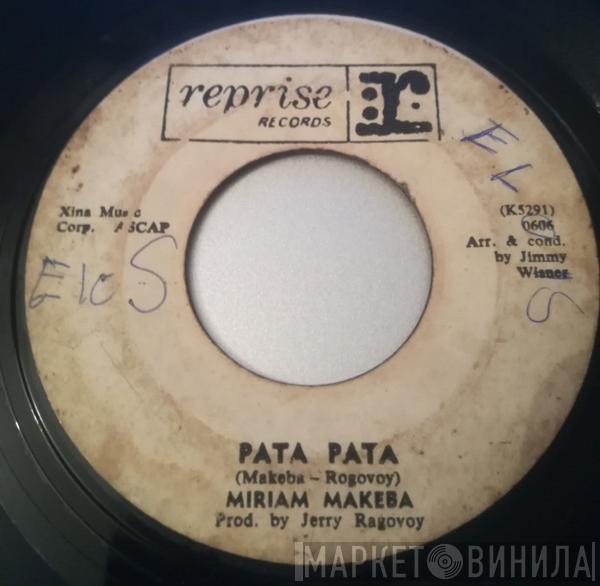 reprise
RECORDS
r:
Xina Music
Corp. ASCAP
(K5291)
0606
Arr. & cond.
by Jimmy
Wisner
PATA PATA
(Makeba - Rogovoy)
MIRIAM MAKEBA
Prod. by Jerry Ragovoy
МАРКЕТ ВИНИЛА